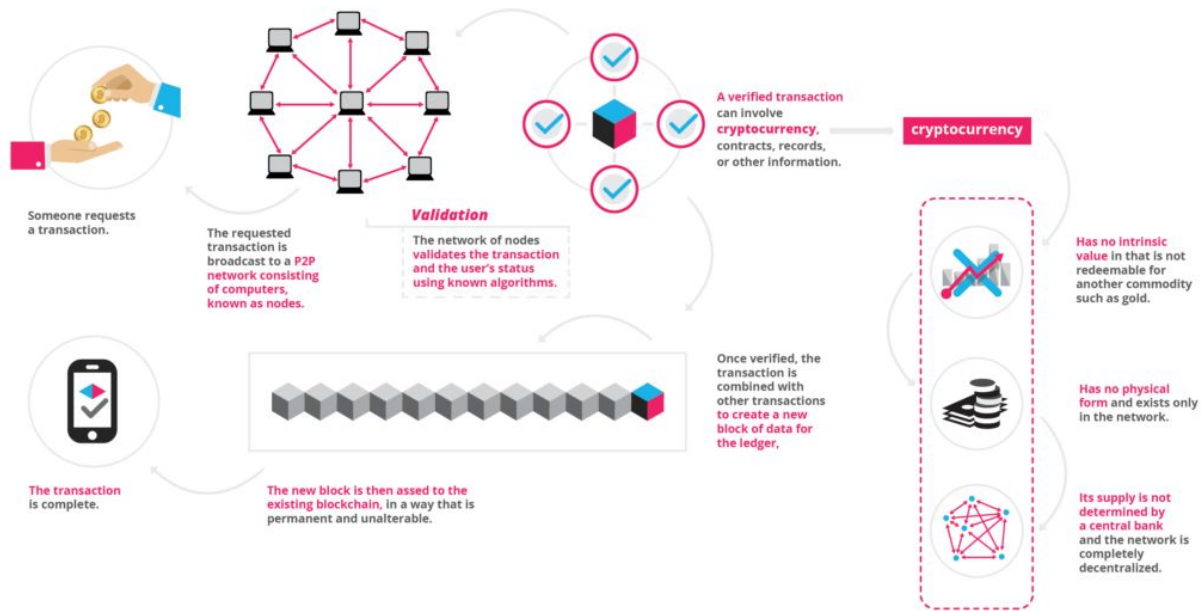 Someone requests
a transaction.
The requested
transaction is
broadcast to a P2P
network consisting
of computers,
known as nodes.
Validation
The network of nodes
validates the transaction
and the user's status
using known algorithms.
A verified transaction
can involve
cryptocurrency,
contracts, records,
or other information.
cryptocurrency
Has no intrinsic
value in that is not
redeemable for
another commodity
such as gold.
Has no physical
form and exists only
in the network.
Its supply is not
determined by
a central bank
and the network is
completely
decentralized.
Once verified, the
transaction is
combined with
other transactions
to create a new
block of data for
the ledger,
The new block is then assed to the
existing blockchain, in a way that is
permanent and unalterable.
The transaction
is complete.